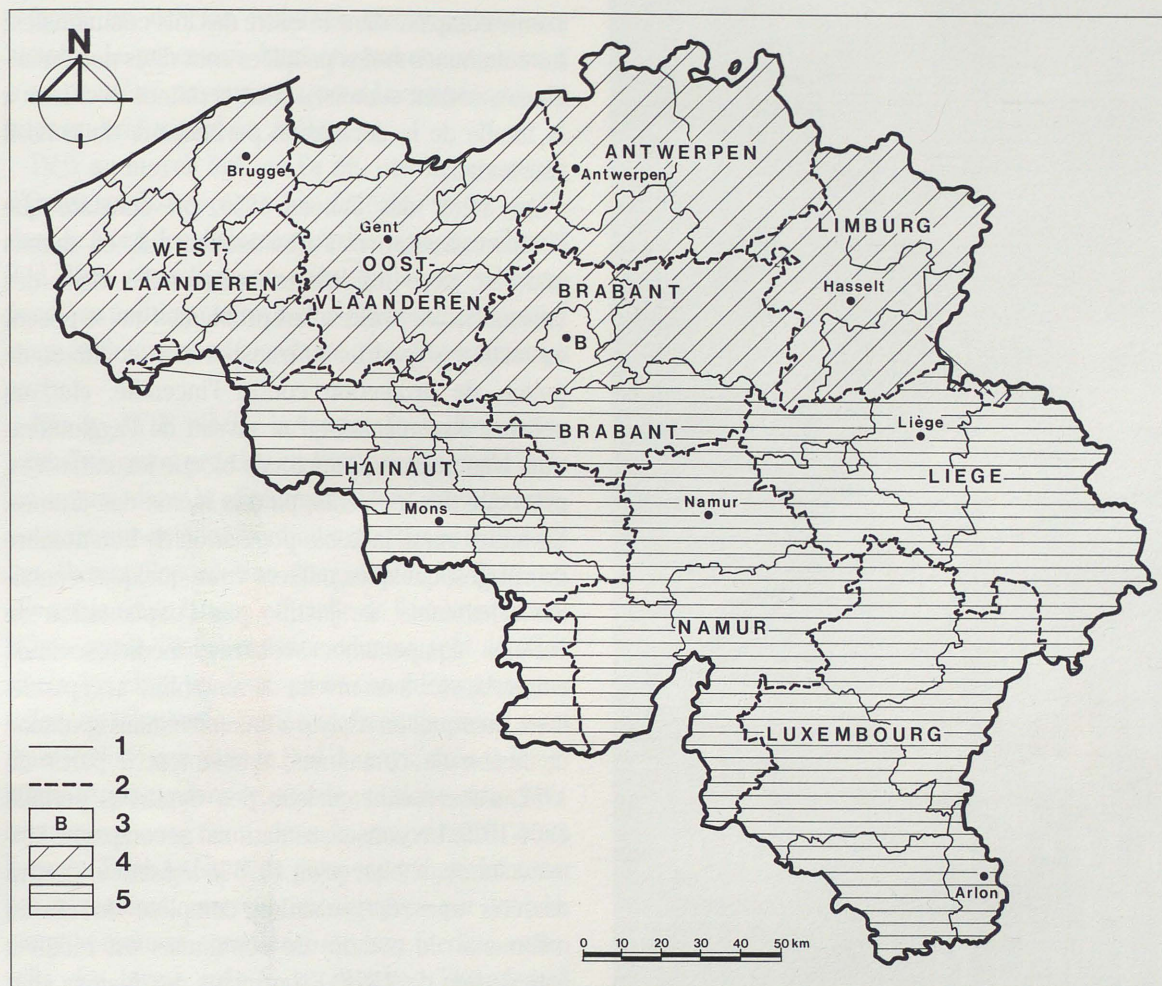 N
Brugge
ANTWERPEN
Antwerpen
Gent
LIMBURG
WEST-
VLAANDEREN
OOST-
VLAANDEREN
Hasselt
BRABANT
B
BRABANT
Liège
HAINAUT
LIEGE
Mons
Namur
NAMUR
LUXEMBOURG
Arlon
1
2
B 3
4
5
0 10 20 30 40 50 km